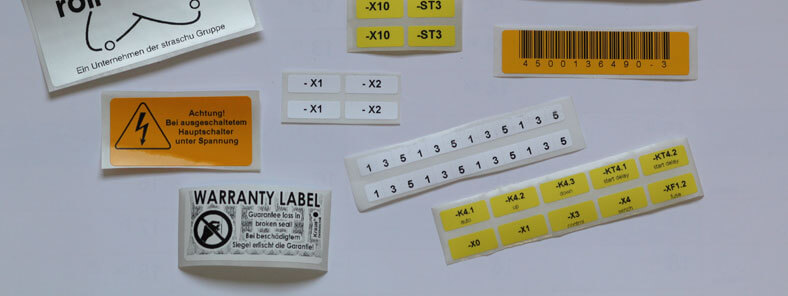 roll
Ein Unternehmen der straschu Gruppe
-X10 -ST3
-X10 -ST3
4500136490-3
- X1 - X2
- X1 - X2
Achtung!
Bei ausgeschaltetem
Hauptschalter
unter Spannung
1 3 5 1 3 5 1 3 5 1 3 5
1 3 5 1 3 5 1 3 5 1 3 5
-K4.1 -K4.2 -K4.3 -KT4.1 -KT4.2
auto up down start delay start delay
-X0 -X1 -X3 -X4 -XF1.2
fuse
WARRANTY LABEL
Guarantee loss in
broken seal!
Bei beschädigtem
Siegel erlischt die Garantie!